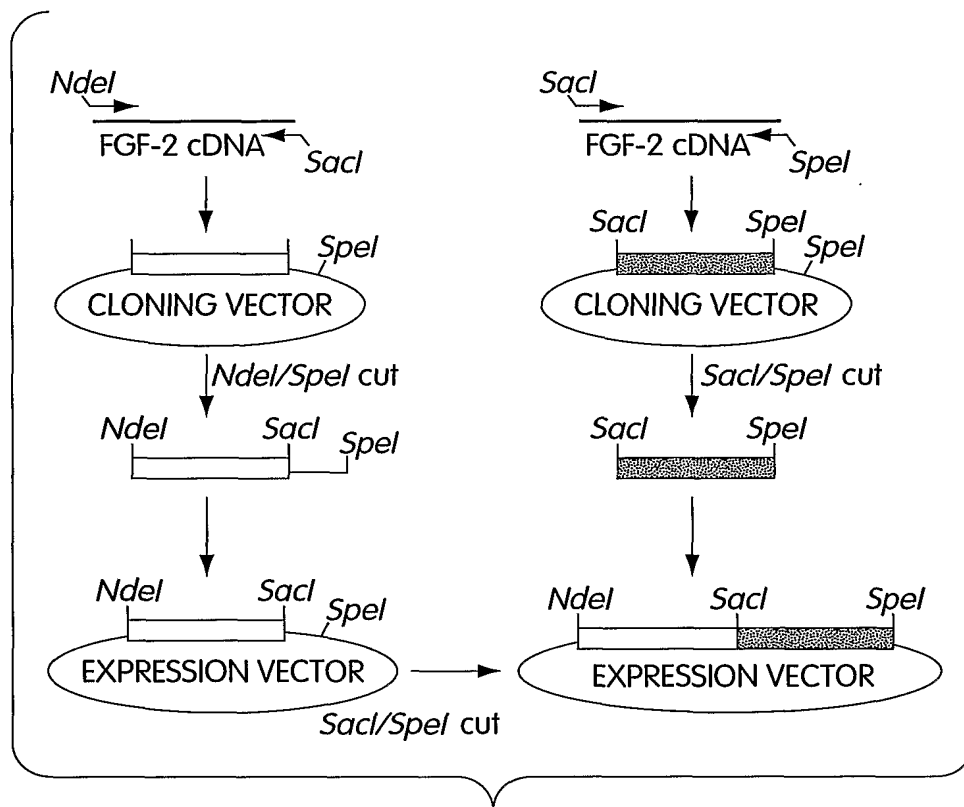 NdeI
FGF-2 cDNA
SacI
SpeI
CLONING VECTOR
NdeI/SpeI cut
NdeI
SacI
SpeI
NdeI
SacI
SpeI
EXPRESSION VECTOR
SacI/SpeI cut
SacI
FGF-2 cDNA
SpeI
SacI
SpeI
SpeI
CLONING VECTOR
SacI/SpeI cut
SacI
SpeI
NdeI
SacI
SpeI
EXPRESSION VECTOR